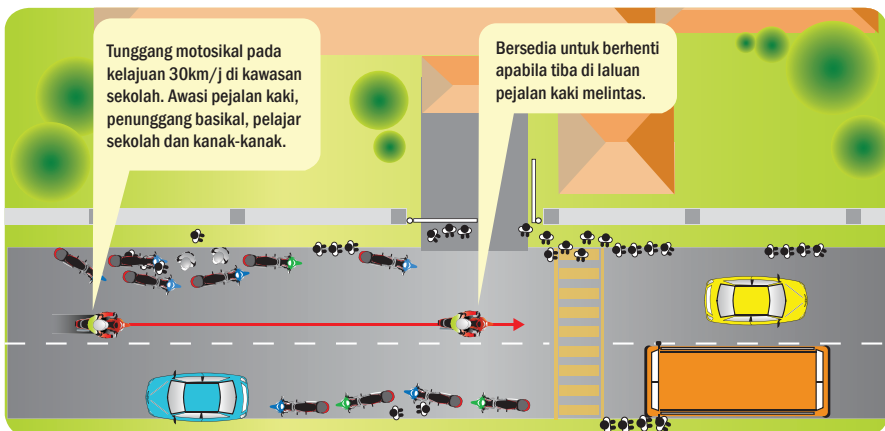 Tunggang motosikal pada
kelajuan 30km/j di kawasan
sekolah. Awasi pejalan kaki,
penunggang basikal, pelajar
sekolah dan kanak-kanak.
Bersedia untuk berhenti
apabila tiba di laluan
pejalan kaki melintas.